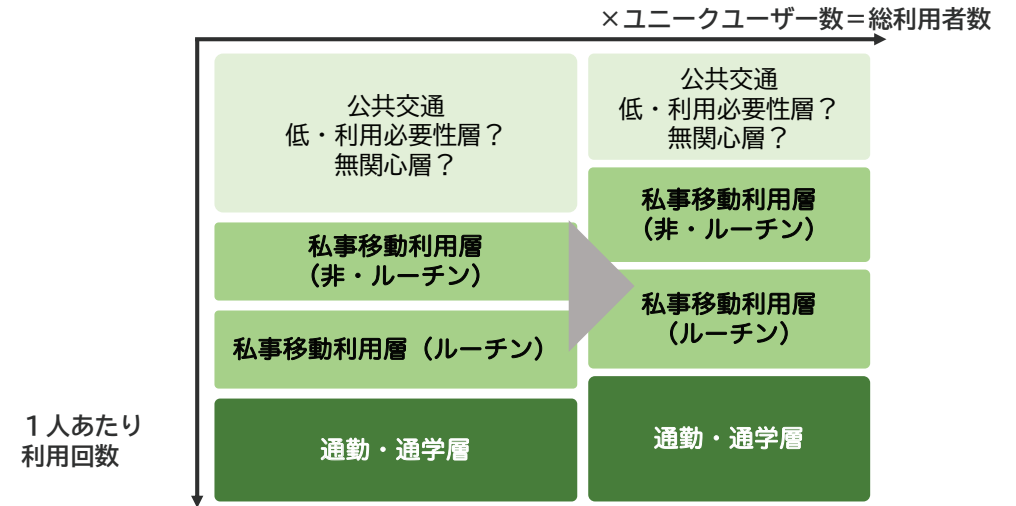 ×ユニークユーザー数＝総利用者数
公共交通
低・利用必要性層？
無関心層？
私事移動利用層
（非・ルーチン）
私事移動利用層（ルーチン）
通勤・通学層
公共交通
低・利用必要性層？
無関心層？
私事移動利用層
（非・ルーチン）
私事移動利用層
（ルーチン）
通勤・通学層
１人あたり
利用回数